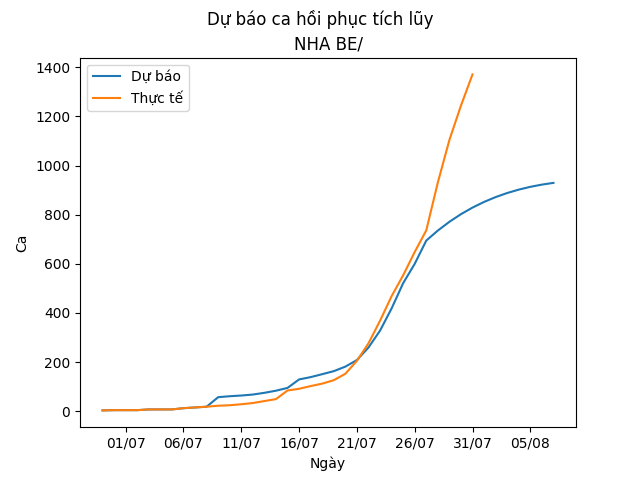 Dự báo ca hồi phục tích lũy
NHA BE/
Dự báo
Thực tế
Ca
1400
1200
1000
800
600
400
200
0
01/07 06/07 11/07 16/07 21/07 26/07 31/07 05/08
Ngày